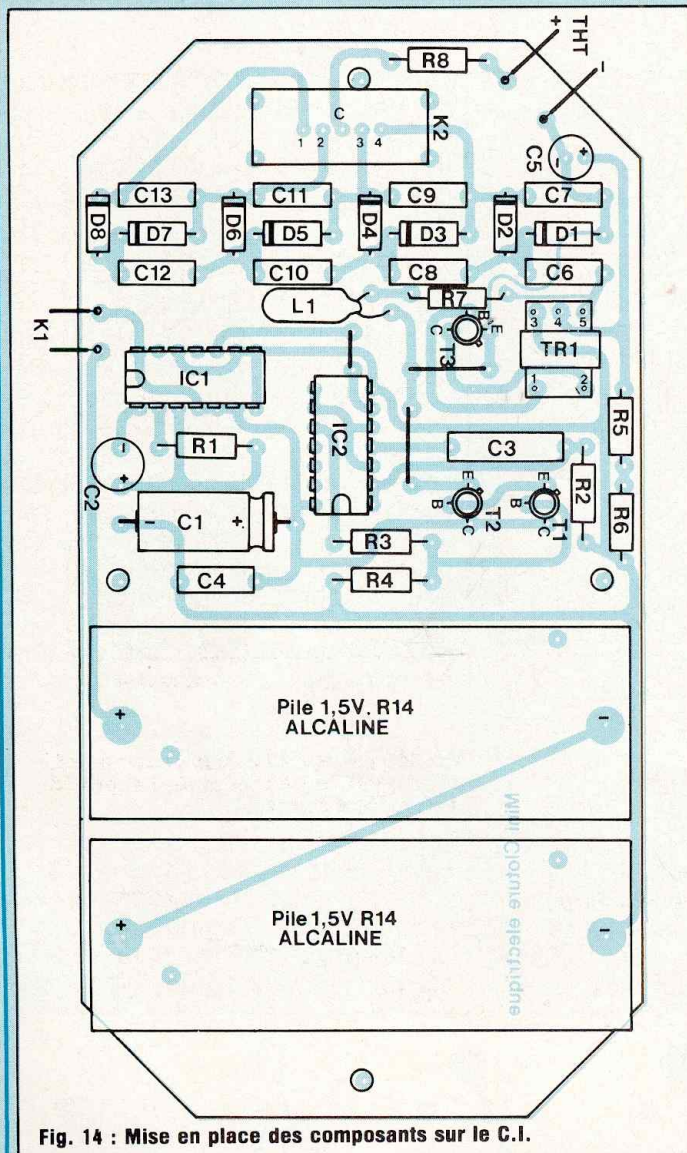 THT
+
-
R8
C
K2
1 2 3 4
C5
+
-
C13
C11
C9
C7
D8
D7
D6
D5
D4
D3
D2
D1
C12
C10
C8
C6
L1
R7
B
E
C
T3
3 4 5
TR1
1 2
K1
IC1
IC2
R1
C3
R5
R2
R6
-
+
C2
- C1 +
E
B
C
T2
E
B
C
T1
R3
C4
R4
Pile 1,5V. R14
ALCALINE
+
-
Mini Cloture electrique
Pile 1,5V R14
ALCALINE
+
-
Fig. 14 : Mise en place des composants sur le C.I.